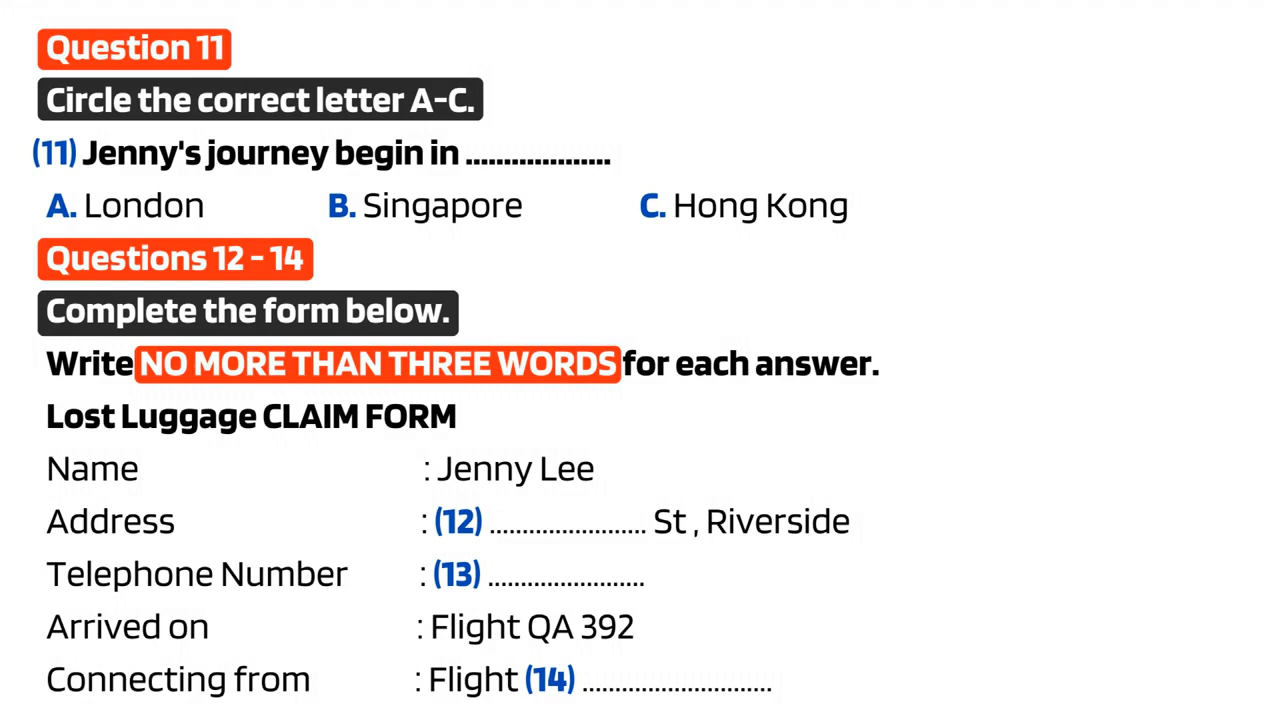 Question 11
Circle the correct letter A-C.
(11) Jenny's journey begin in ...................
A. London B. Singapore C. Hong Kong
Questions 12 - 14
Complete the form below.
Write NO MORE THAN THREE WORDS for each answer.
Lost Luggage CLAIM FORM
Name : Jenny Lee
Address : (12) ........................ St , Riverside
Telephone Number : (13) ........................
Arrived on : Flight QA 392
Connecting from : Flight (14) .............................